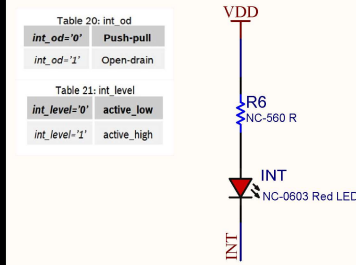 Table 20: int_od
int_od='0' Push-pull
int_od='1' Open-drain
Table 21: int_level
int_level='0' active_low
int_level='1' active_high
VDD
R6
NC-560 R
INT
NC-0603 Red LED
INT